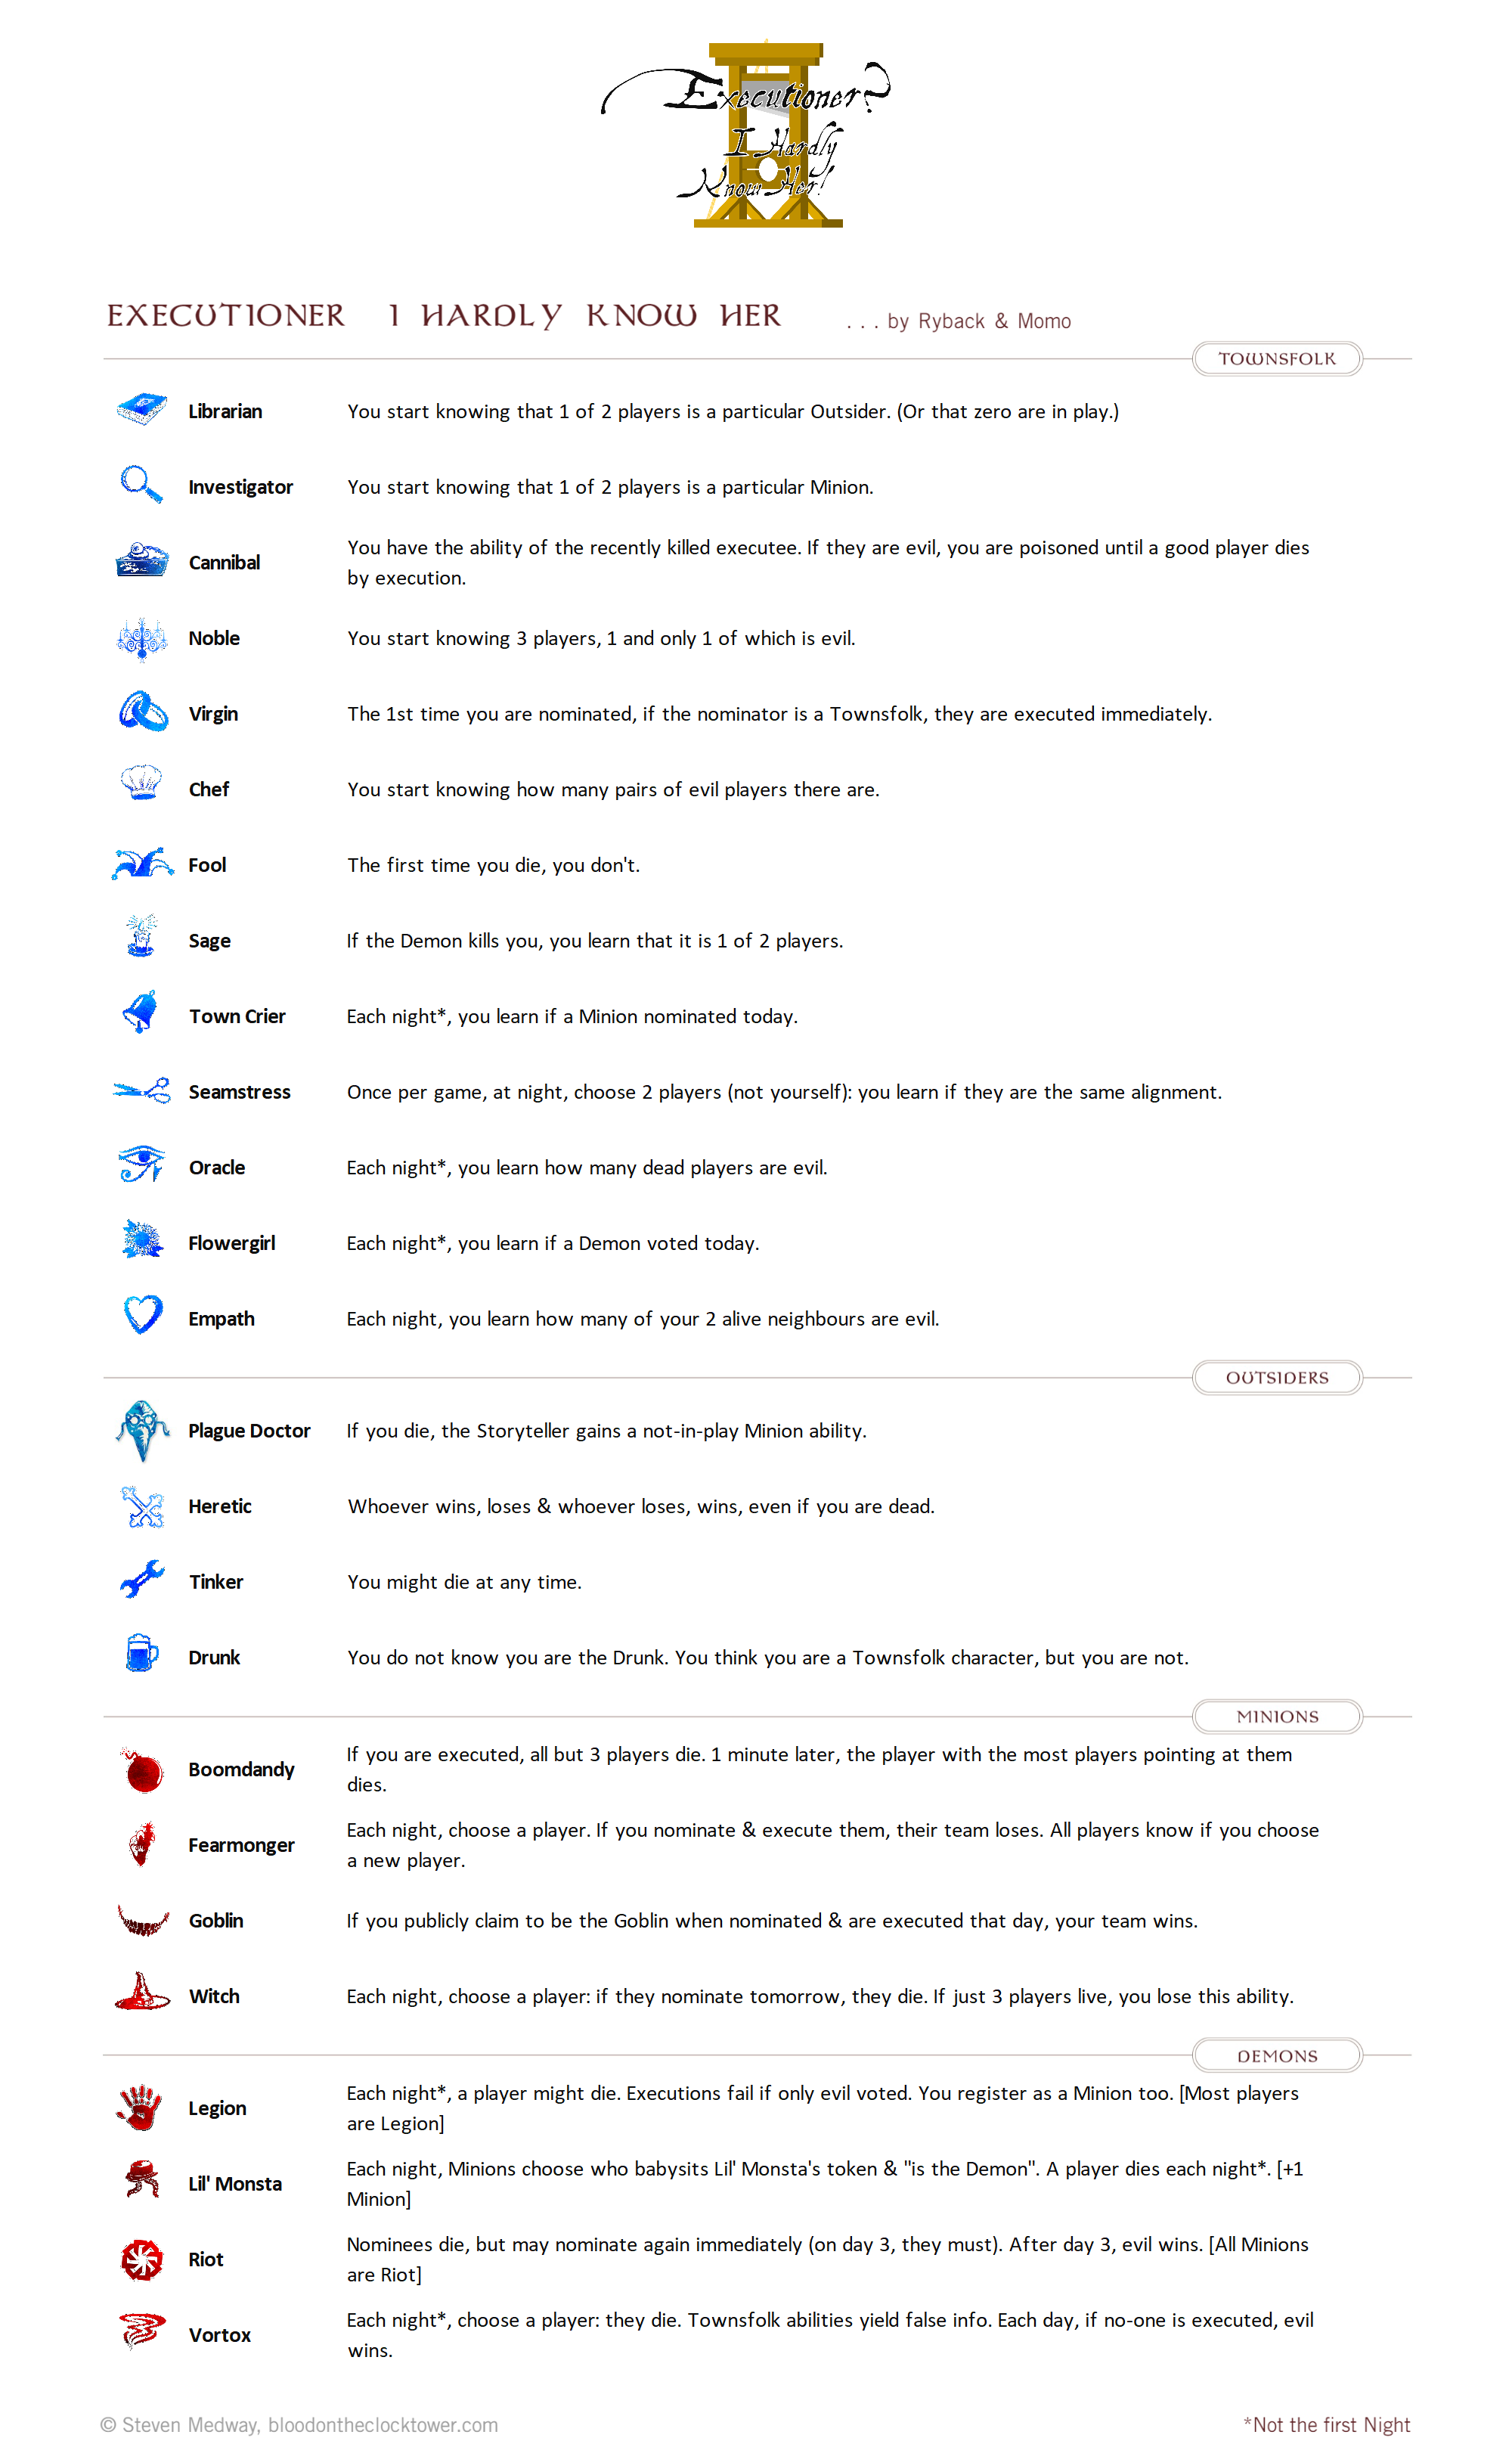 Executioner?
I Hardly
Know Her!
EXECUTIONER I HARDLY KNOW HER . . . by Ryback & Momo
TOWNSFOLK
Librarian You start knowing that 1 of 2 players is a particular Outsider. (Or that zero are in play.)
Investigator You start knowing that 1 of 2 players is a particular Minion.
Cannibal You have the ability of the recently killed executee. If they are evil, you are poisoned until a good player dies
by execution.
Noble You start knowing 3 players, 1 and only 1 of which is evil.
Virgin The 1st time you are nominated, if the nominator is a Townsfolk, they are executed immediately.
Chef You start knowing how many pairs of evil players there are.
Fool The first time you die, you don't.
Sage If the Demon kills you, you learn that it is 1 of 2 players.
Town Crier Each night*, you learn if a Minion nominated today.
Seamstress Once per game, at night, choose 2 players (not yourself): you learn if they are the same alignment.
Oracle Each night*, you learn how many dead players are evil.
Flowergirl Each night*, you learn if a Demon voted today.
Empath Each night, you learn how many of your 2 alive neighbours are evil.
OUTSIDERS
Plague Doctor If you die, the Storyteller gains a not-in-play Minion ability.
Heretic Whoever wins, loses & whoever loses, wins, even if you are dead.
Tinker You might die at any time.
Drunk You do not know you are the Drunk. You think you are a Townsfolk character, but you are not.
MINIONS
Boomdandy If you are executed, all but 3 players die. 1 minute later, the player with the most players pointing at them
dies.
Fearmonger Each night, choose a player. If you nominate & execute them, their team loses. All players know if you choose
a new player.
Goblin If you publicly claim to be the Goblin when nominated & are executed that day, your team wins.
Witch Each night, choose a player: if they nominate tomorrow, they die. If just 3 players live, you lose this ability.
DEMONS
Legion Each night*, a player might die. Executions fail if only evil voted. You register as a Minion too. [Most players
are Legion]
Lil' Monsta Each night, Minions choose who babysits Lil' Monsta's token & "is the Demon". A player dies each night*. [+1
Minion]
Riot Nominees die, but may nominate again immediately (on day 3, they must). After day 3, evil wins. [All Minions
are Riot]
Vortox Each night*, choose a player: they die. Townsfolk abilities yield false info. Each day, if no-one is executed, evil
wins.
© Steven Medway, bloodontheclocktower.com *Not the first Night